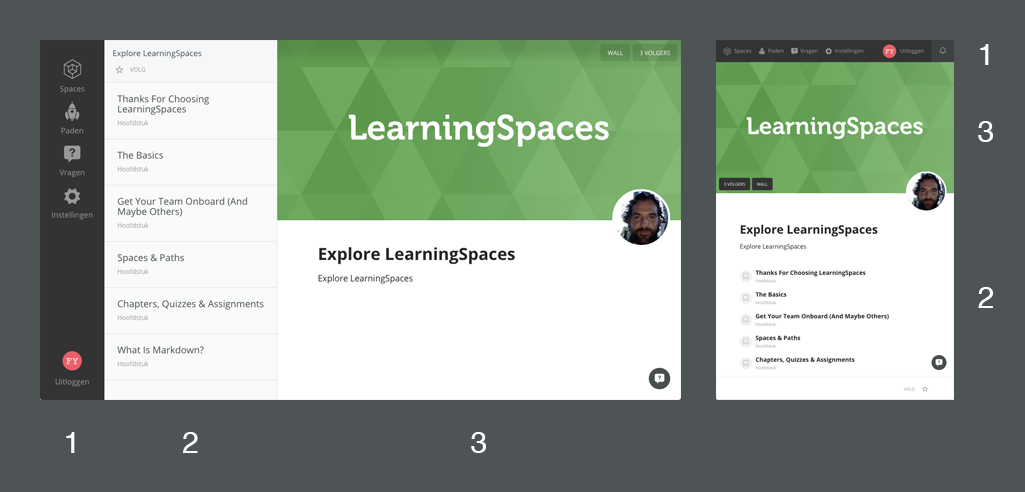 Spaces
Paden
Vragen
Instellingen
FY
Uitloggen
Explore LearningSpaces
VOLG
Thanks For Choosing
LearningSpaces
Hoofdstuk
The Basics
Hoofdstuk
Get Your Team Onboard (And
Maybe Others)
Hoofdstuk
Spaces & Paths
Hoofdstuk
Chapters, Quizzes & Assignments
Hoofdstuk
What Is Markdown?
Hoofdstuk
WALL
3 VOLGERS
LearningSpaces
Explore LearningSpaces
Explore LearningSpaces
?
1
2
3
Spaces
Paden
Vragen
Instellingen
FY
Uitloggen
LearningSpaces
3 VOLGERS
WALL
Explore LearningSpaces
Explore LearningSpaces
Thanks For Choosing LearningSpaces
Hoofdstuk
The Basics
Hoofdstuk
Get Your Team Onboard (And Maybe Others)
Hoofdstuk
Spaces & Paths
Hoofdstuk
Chapters, Quizzes & Assignments
Hoofdstuk
?
VOLG
1
3
2